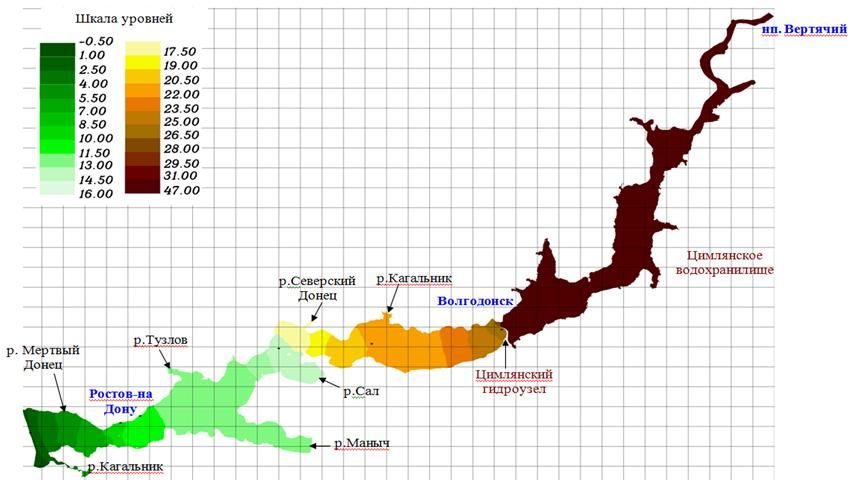 Шкала уровней
-0.50
1.00
2.50
4.00
5.50
7.00
8.50
10.00
11.50
13.00
14.50
16.00
17.50
19.00
20.50
22.00
23.50
25.00
26.50
28.00
29.50
31.00
47.00
нп. Вертячий
Цимлянское
водохранилище
р.Северский
Донец
р.Кагальник
Волгодонск
р.Тузлов
р. Мертвый
Донец
Ростов-на
Дону
Цимлянский
гидроузел
р.Сал
р.Маныч
р.Кагальник